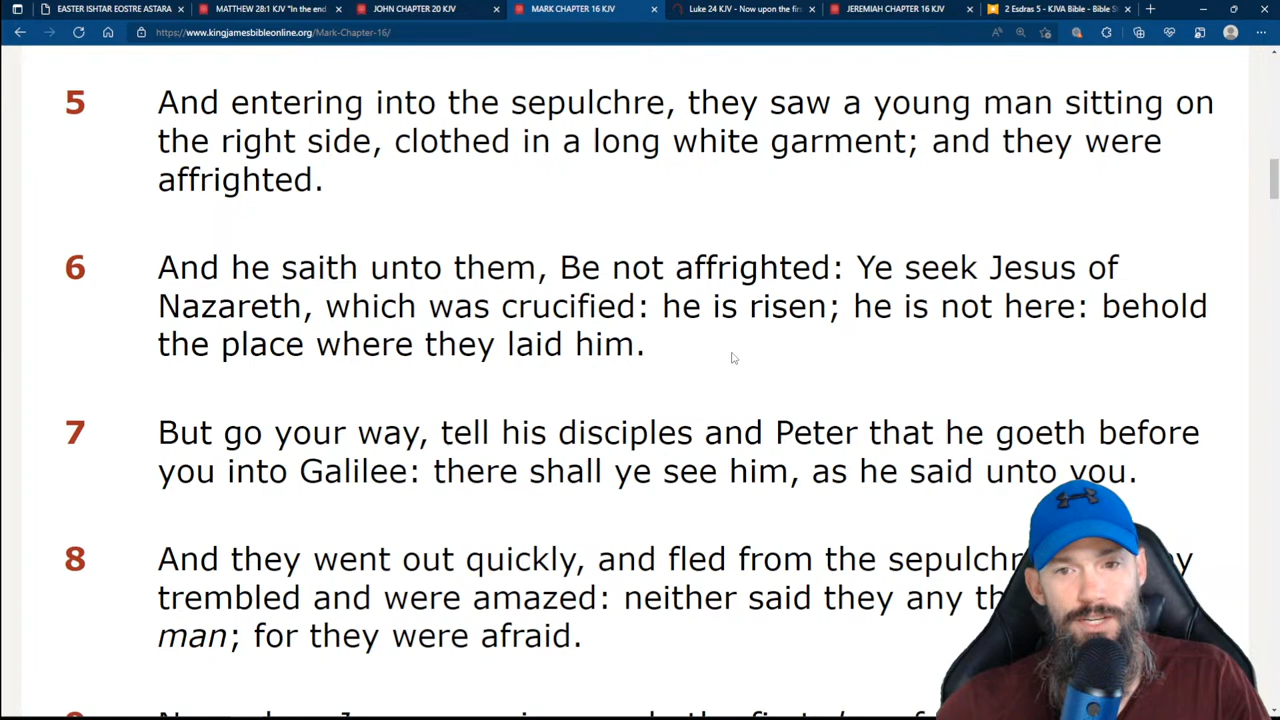 EASTER ISHTAR EOSTRE ASTARA
MATTHEW 28:1 KJV "In the end
JOHN CHAPTER 20 KJV
MARK CHAPTER 16 KJV
Luke 24 KJV - Now upon the fir
JEREMIAH CHAPTER 16 KJV
2 Esdras 5 - KJVA Bible - Bible S
https://www.kingjamesbibleonline.org/Mark-Chapter-16/
5 And entering into the sepulchre, they saw a young man sitting on
the right side, clothed in a long white garment; and they were
affrighted.
6 And he saith unto them, Be not affrighted: Ye seek Jesus of
Nazareth, which was crucified: he is risen; he is not here: behold
the place where they laid him.
7 But go your way, tell his disciples and Peter that he goeth before
you into Galilee: there shall ye see him, as he said unto you.
8 And they went out quickly, and fled from the sepulchr
trembled and were amazed: neither said they any th
man; for they were afraid.